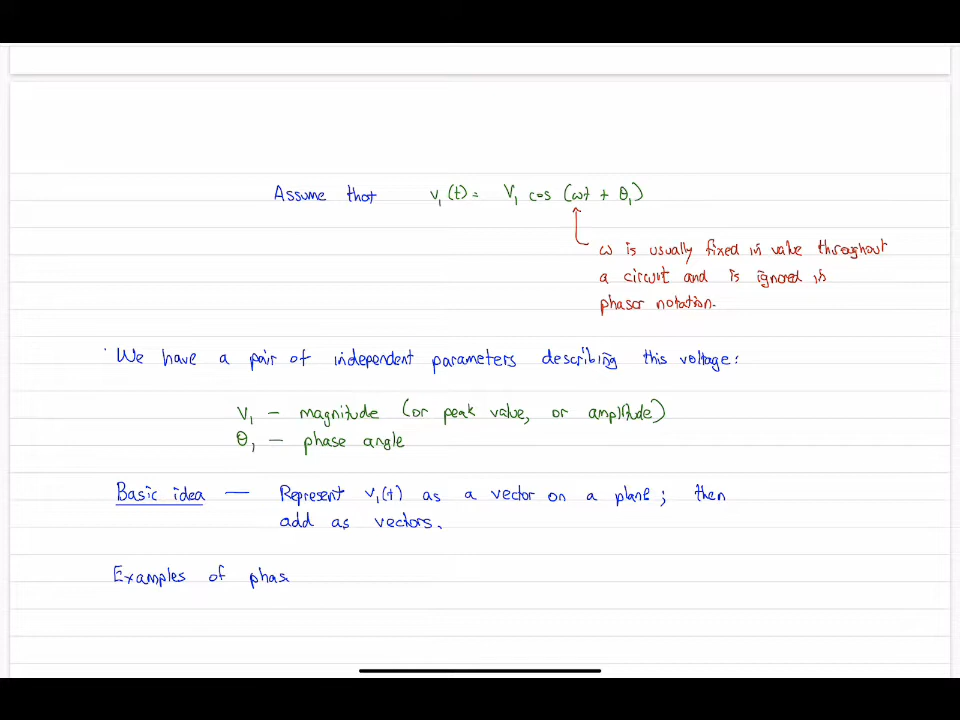 Assume that v₁(t) = V₁ cos (ωt + θ₁)
ω is usually fixed in value throughout
a circuit and is ignored is
phasor notation.
We have a pair of independent parameters describing this voltage:
V₁ — magnitude (or peak value, or amplitude)
θ₁ — phase angle
Basic idea — Represent v₁(t) as a vector on a plane; then
add as vectors.
Examples of phas